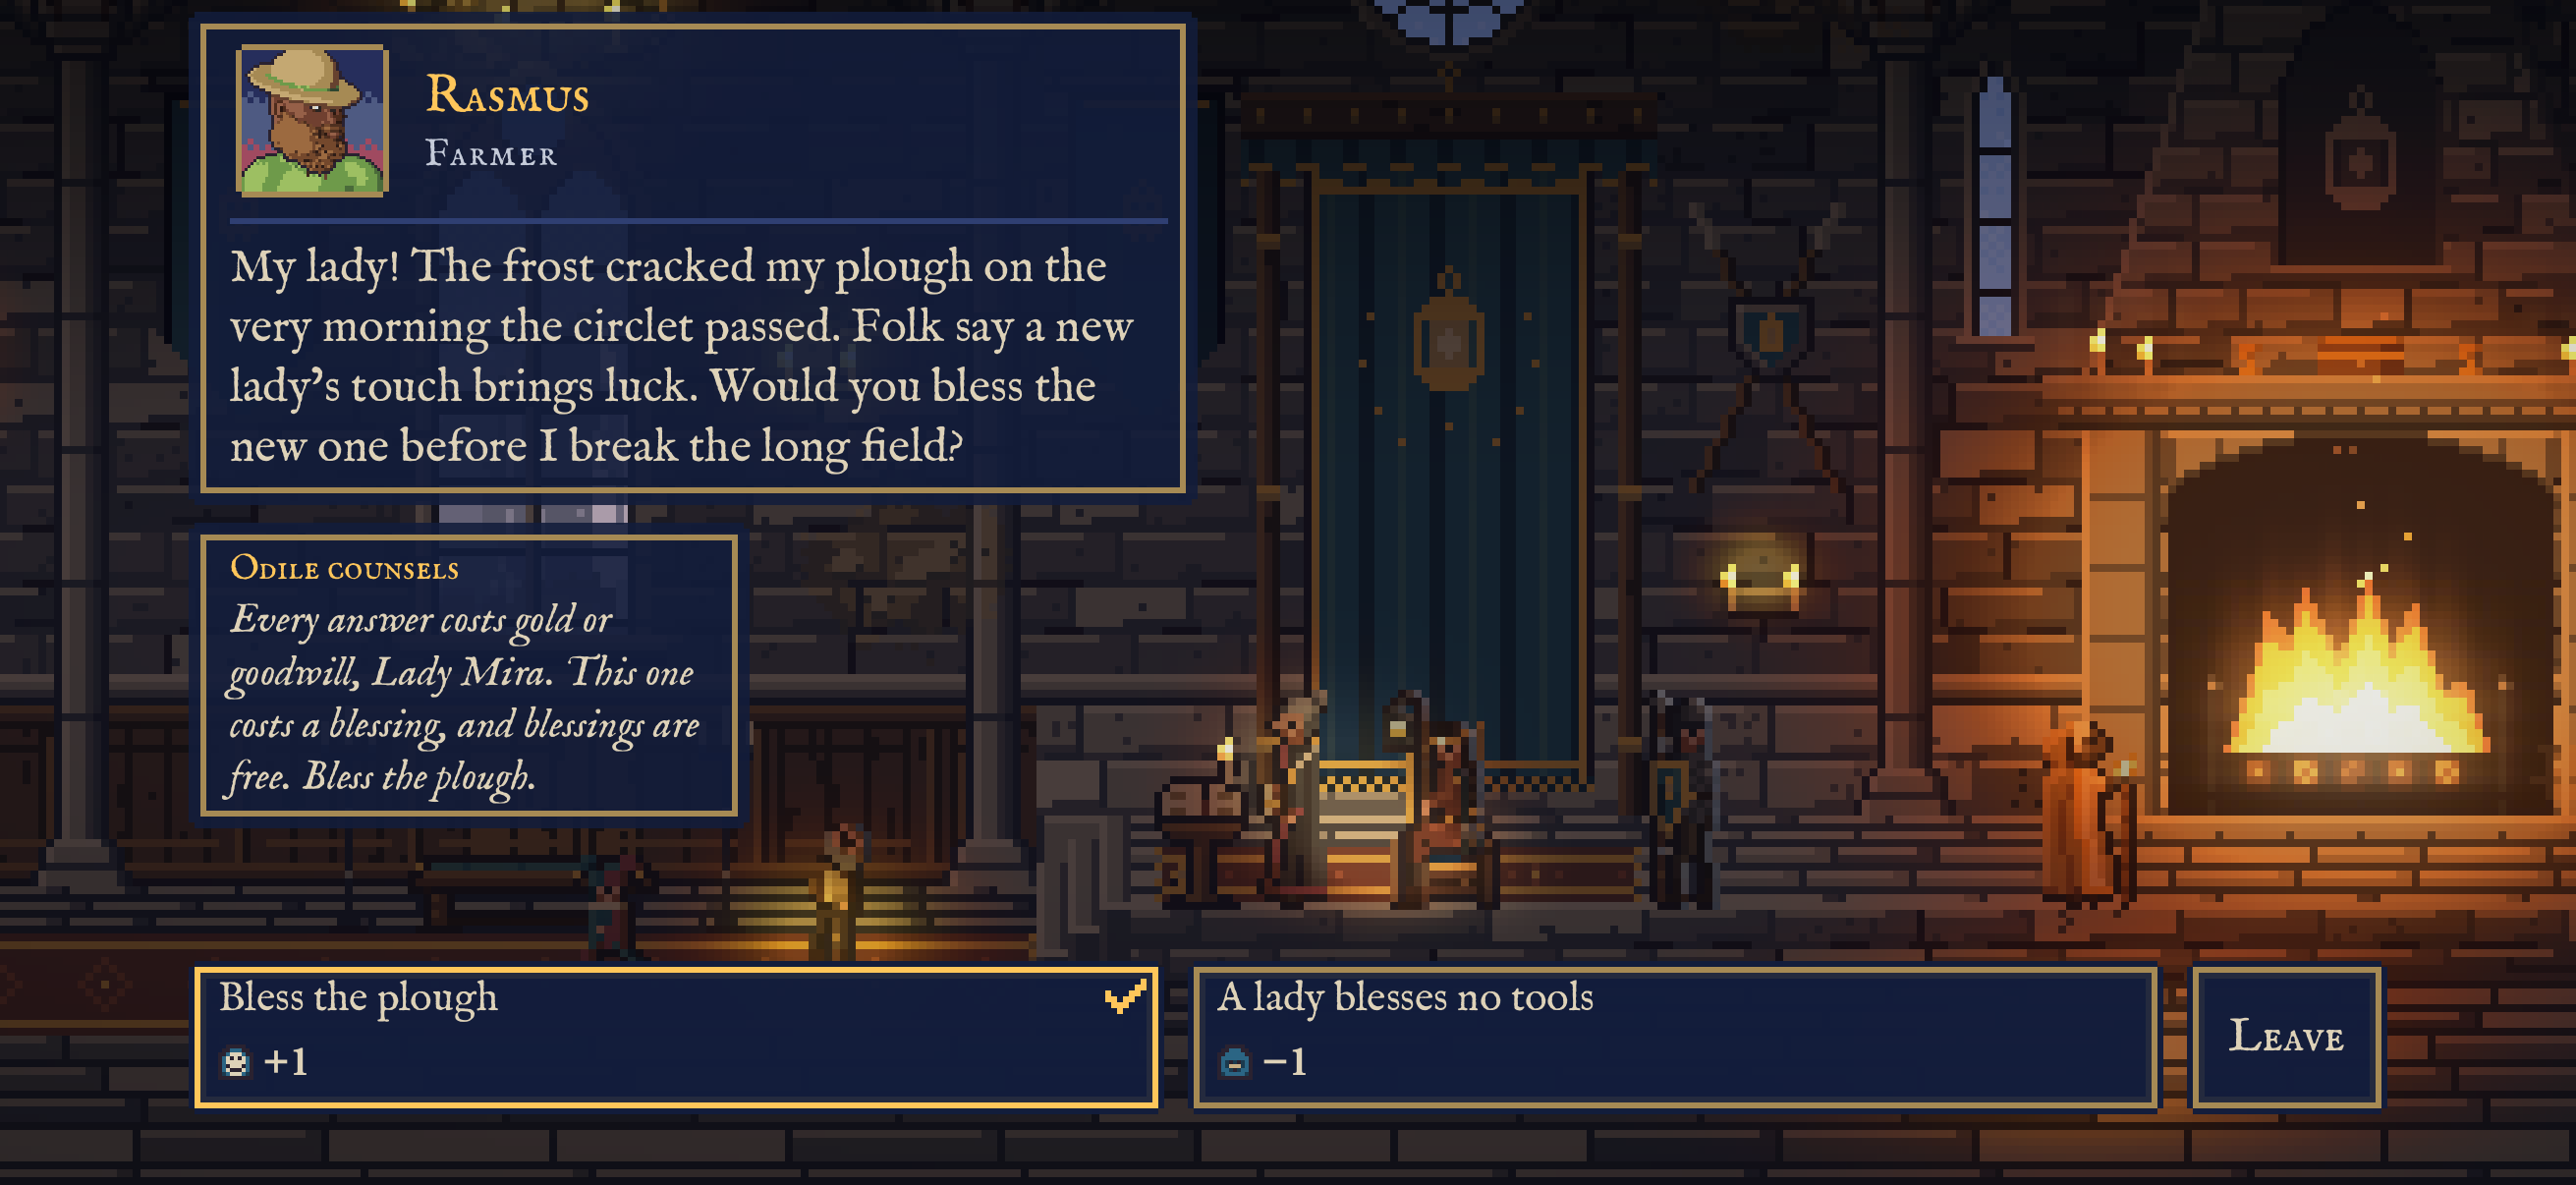 Rasmus
Farmer
My lady! The frost cracked my plough on the
very morning the circlet passed. Folk say a new
lady’s touch brings luck. Would you bless the
new one before I break the long field?
Odile counsels
Every answer costs gold or
goodwill, Lady Mira. This one
costs a blessing, and blessings are
free. Bless the plough.
Bless the plough
+1
A lady blesses no tools
−1
Leave